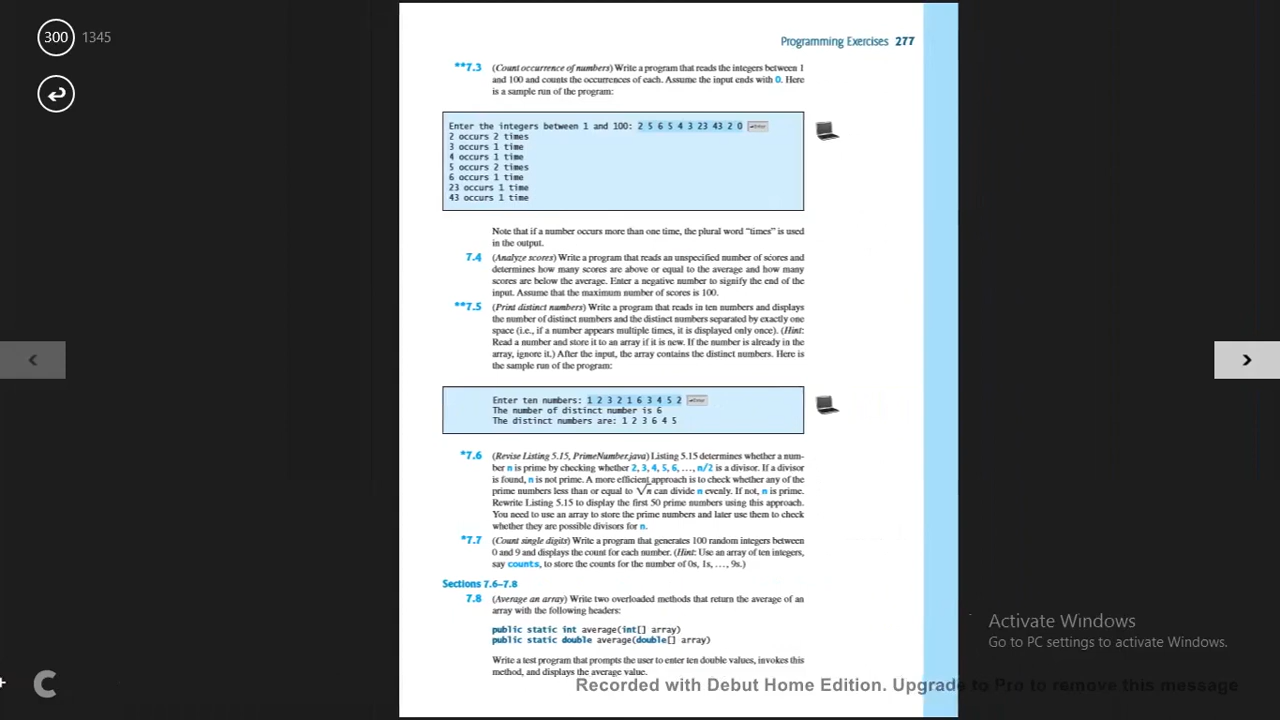 300 1345
Programming Exercises 277
**7.3 (Count occurrence of numbers) Write a program that reads the integers between 1
and 100 and counts the occurrences of each. Assume the input ends with 0. Here
is a sample run of the program:
Enter the integers between 1 and 100: 2 5 6 5 4 3 23 43 2 0 Enter
2 occurs 2 times
3 occurs 1 time
4 occurs 1 time
5 occurs 2 times
6 occurs 1 time
23 occurs 1 time
43 occurs 1 time
Note that if a number occurs more than one time, the plural word “times” is used
in the output.
7.4 (Analyze scores) Write a program that reads an unspecified number of scores and
determines how many scores are above or equal to the average and how many
scores are below the average. Enter a negative number to signify the end of the
input. Assume that the maximum number of scores is 100.
**7.5 (Print distinct numbers) Write a program that reads in ten numbers and displays
the number of distinct numbers and the distinct numbers separated by exactly one
space (i.e., if a number appears multiple times, it is displayed only once). (Hint:
Read a number and store it to an array if it is new. If the number is already in the
array, ignore it.) After the input, the array contains the distinct numbers. Here is
the sample run of the program:
Enter ten numbers: 1 2 3 2 1 6 3 4 5 2 Enter
The number of distinct number is 6
The distinct numbers are: 1 2 3 6 4 5
*7.6 (Revise Listing 5.15, PrimeNumber.java) Listing 5.15 determines whether a num-
ber n is prime by checking whether 2, 3, 4, 5, 6, ..., n/2 is a divisor. If a divisor
is found, n is not prime. A more efficient approach is to check whether any of the
prime numbers less than or equal to √n can divide n evenly. If not, n is prime.
Rewrite Listing 5.15 to display the first 50 prime numbers using this approach.
You need to use an array to store the prime numbers and later use them to check
whether they are possible divisors for n.
*7.7 (Count single digits) Write a program that generates 100 random integers between
0 and 9 and displays the count for each number. (Hint: Use an array of ten integers,
say counts, to store the counts for the number of 0s, 1s, ..., 9s.)
Sections 7.6–7.8
7.8 (Average an array) Write two overloaded methods that return the average of an
array with the following headers:
public static int average(int[] array)
public static double average(double[] array)
Write a test program that prompts the user to enter ten double values, invokes this
method, and displays the average value.
Activate Windows
Go to PC settings to activate Windows.
Recorded with Debut Home Edition. Upgrade to Pro to remove this message